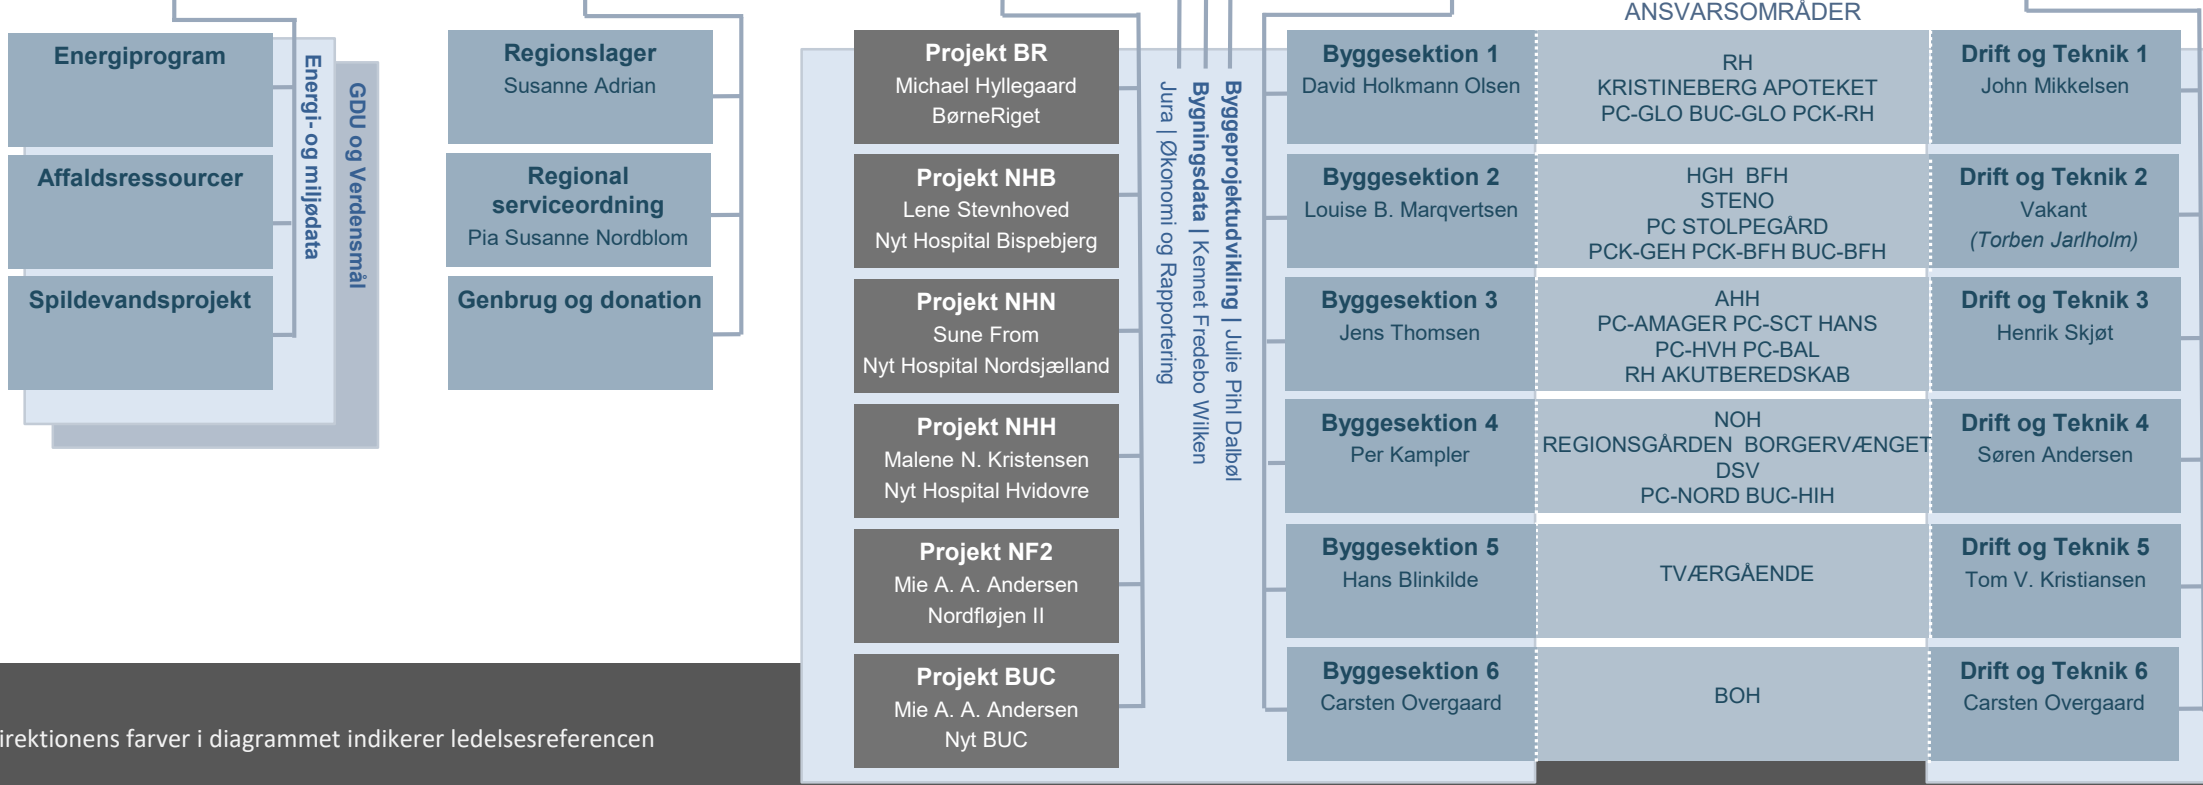 Energiprogram
Affaldsressourcer
Spildevandsprojekt
Energi- og miljødata
GDU og Verdensmål
Regionslager
Susanne Adrian
Regional
serviceordning
Pia Susanne Nordblom
Genbrug og donation
Projekt BR
Michael Hyllegaard
BørneRiget
Projekt NHB
Lene Stevnhoved
Nyt Hospital Bispebjerg
Projekt NHN
Sune From
Nyt Hospital Nordsjælland
Projekt NHH
Malene N. Kristensen
Nyt Hospital Hvidovre
Projekt NF2
Mie A. A. Andersen
Nordfløjen II
Projekt BUC
Mie A. A. Andersen
Nyt BUC
Jura | Økonomi og Rapportering
Bygningsdata | Kennet Fredebo Wilken
Byggeprojektudvikling | Julie Pihl Dalbøl
Byggesektion 1
David Holkmann Olsen
Byggesektion 2
Louise B. Marqvertsen
Byggesektion 3
Jens Thomsen
Byggesektion 4
Per Kampler
Byggesektion 5
Hans Blinkilde
Byggesektion 6
Carsten Overgaard
ANSVARSOMRÅDER
RH
KRISTINEBERG APOTEKET
PC-GLO BUC-GLO PCK-RH
HGH BFH
STENO
PC STOLPEGÅRD
PCK-GEH PCK-BFH BUC-BFH
AHH
PC-AMAGER PC-SCT HANS
PC-HVH PC-BAL
RH AKUTBEREDSKAB
NOH
REGIONSGÅRDEN BORGERVÆNGET
DSV
PC-NORD BUC-HIH
TVÆRGÅENDE
BOH
Drift og Teknik 1
John Mikkelsen
Drift og Teknik 2
Vakant
(Torben Jarlholm)
Drift og Teknik 3
Henrik Skjøt
Drift og Teknik 4
Søren Andersen
Drift og Teknik 5
Tom V. Kristiansen
Drift og Teknik 6
Carsten Overgaard
irektionens farver i diagrammet indikerer ledelsesreferencen